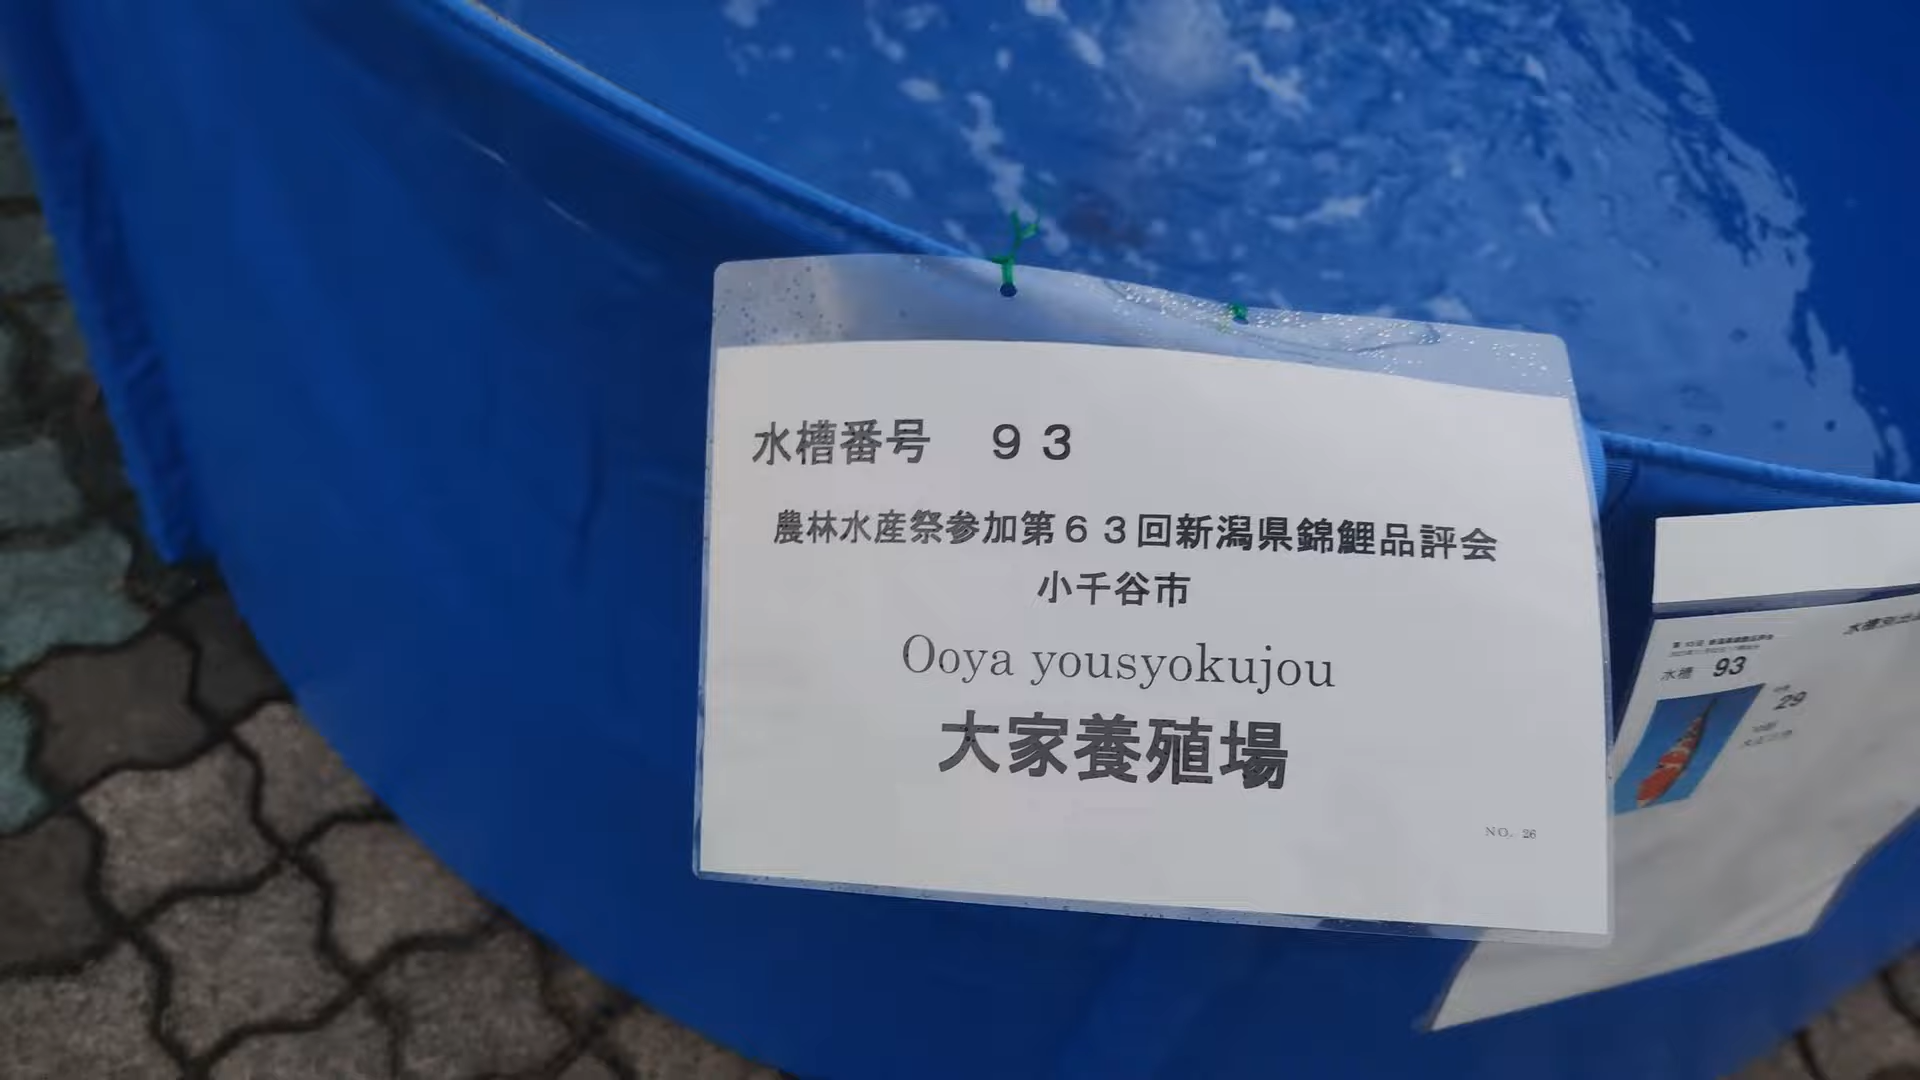 水槽番号　９３
農林水産祭参加第６３回新潟県錦鯉品評会
小千谷市
Ooya yousyokujou
大家養殖場
NO. 26
水槽 93
29